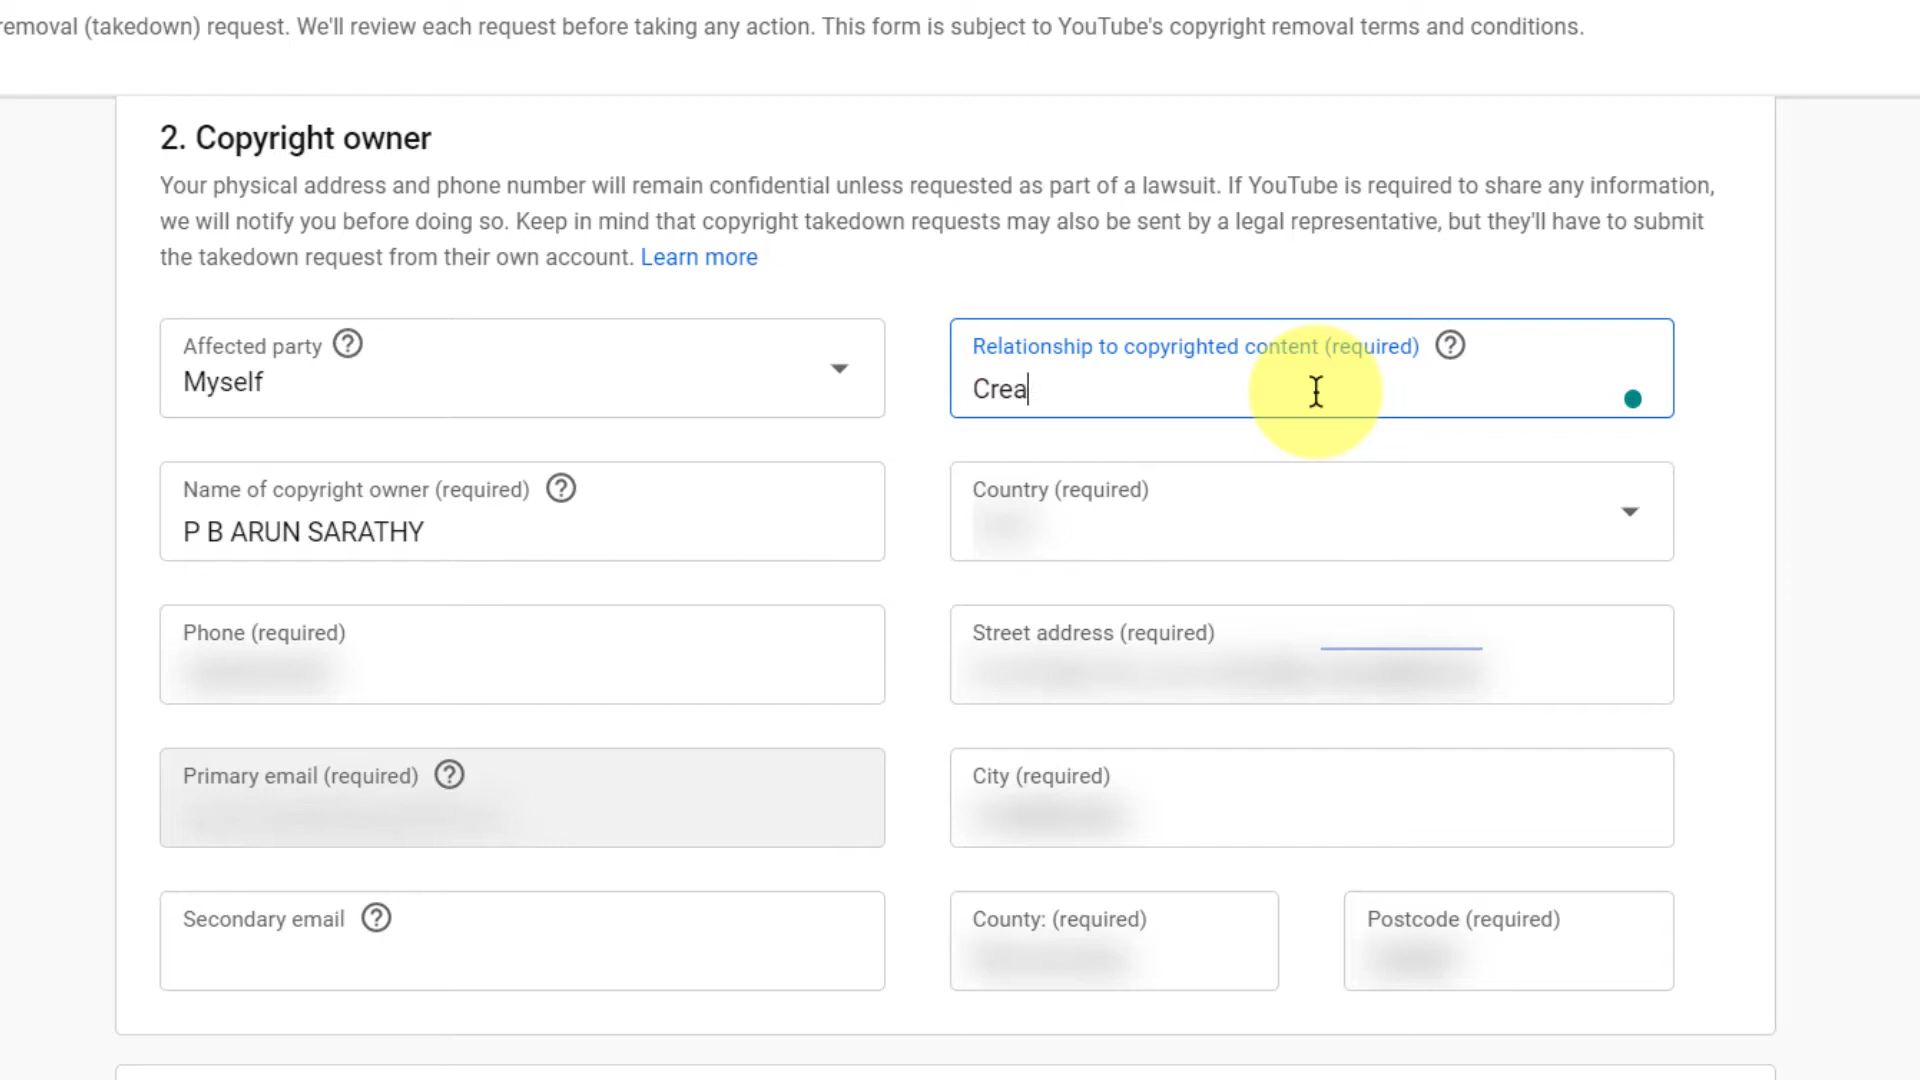 emoval (takedown) request. We'll review each request before taking any action. This form is subject to YouTube's copyright removal terms and conditions.
2. Copyright owner
Your physical address and phone number will remain confidential unless requested as part of a lawsuit. If YouTube is required to share any information,
we will notify you before doing so. Keep in mind that copyright takedown requests may also be sent by a legal representative, but they'll have to submit
the takedown request from their own account. Learn more
Affected party
Myself
Relationship to copyrighted content (required)
Crea
Name of copyright owner (required)
P B ARUN SARATHY
Country (required)
Phone (required)
Street address (required)
Primary email (required)
City (required)
Secondary email
County: (required)
Postcode (required)